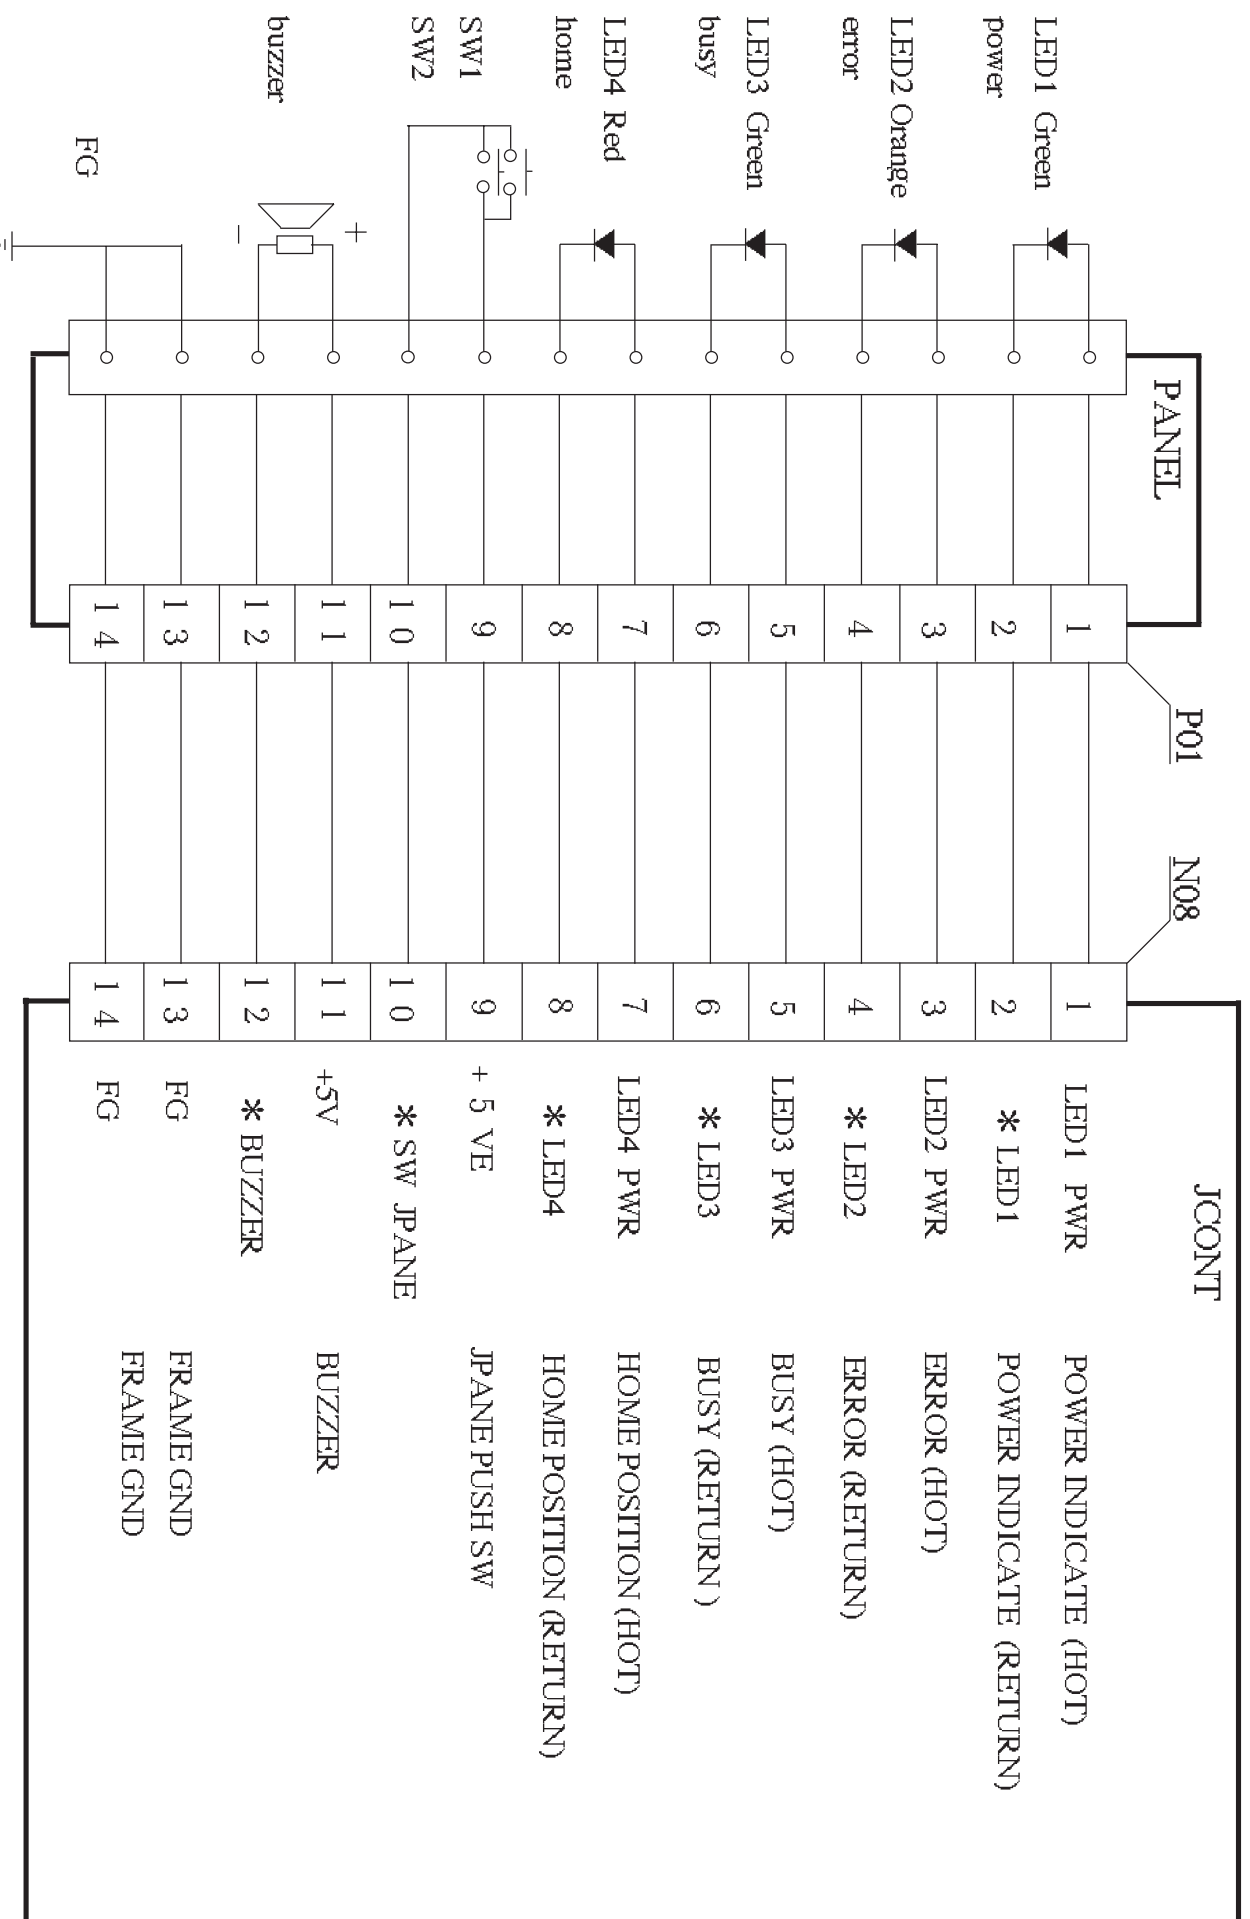 PANEL
P01
N08
JCONT
LED1 Green
power
LED2 Orange
error
LED3 Green
busy
LED4 Red
home
SW1
SW2
buzzer
+
-
FG
1 1 LED1 PWR POWER INDICATE (HOT)
2 2 * LED1 POWER INDICATE (RETURN)
3 3 LED2 PWR ERROR (HOT)
4 4 * LED2 ERROR (RETURN)
5 5 LED3 PWR BUSY (HOT)
6 6 * LED3 BUSY (RETURN )
7 7 LED4 PWR HOME POSITION (HOT)
8 8 * LED4 HOME POSITION (RETURN)
9 9 + 5 VE JPANE PUSH SW
10 10 * SW JPANE
11 11 +5V BUZZER
12 12 * BUZZER
13 13 FG FRAME GND
14 14 FG FRAME GND